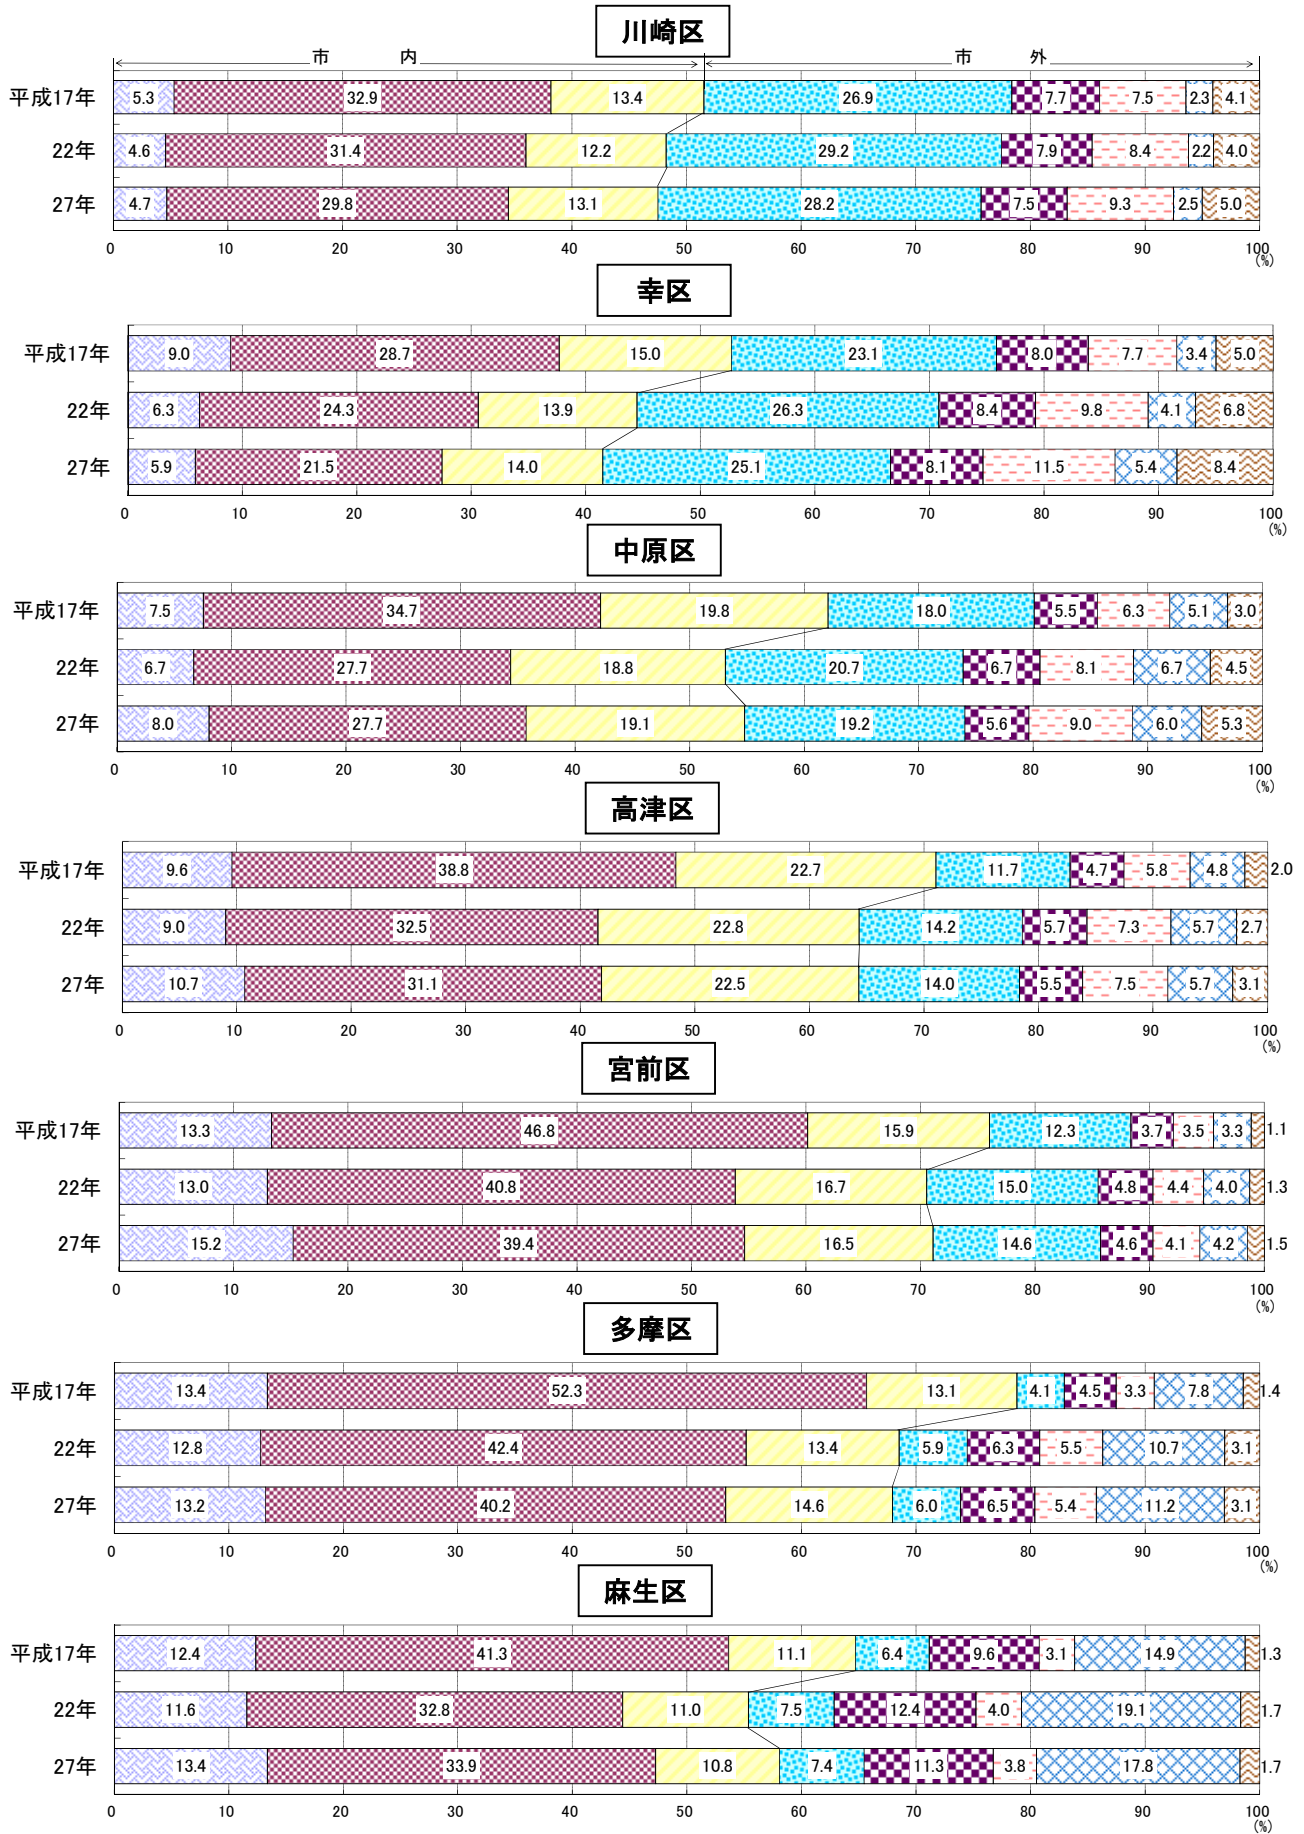 川崎区
市 内 市 外
平成17年 5.3 32.9 13.4 26.9 7.7 7.5 2.3 4.1
22年 4.6 31.4 12.2 29.2 7.9 8.4 2.2 4.0
27年 4.7 29.8 13.1 28.2 7.5 9.3 2.5 5.0
0 10 20 30 40 50 60 70 80 90 100
(%)
幸区
平成17年 9.0 28.7 15.0 23.1 8.0 7.7 3.4 5.0
22年 6.3 24.3 13.9 26.3 8.4 9.8 4.1 6.8
27年 5.9 21.5 14.0 25.1 8.1 11.5 5.4 8.4
0 10 20 30 40 50 60 70 80 90 100
(%)
中原区
平成17年 7.5 34.7 19.8 18.0 5.5 6.3 5.1 3.0
22年 6.7 27.7 18.8 20.7 6.7 8.1 6.7 4.5
27年 8.0 27.7 19.1 19.2 5.6 9.0 6.0 5.3
0 10 20 30 40 50 60 70 80 90 100
(%)
高津区
平成17年 9.6 38.8 22.7 11.7 4.7 5.8 4.8 2.0
22年 9.0 32.5 22.8 14.2 5.7 7.3 5.7 2.7
27年 10.7 31.1 22.5 14.0 5.5 7.5 5.7 3.1
0 10 20 30 40 50 60 70 80 90 100
(%)
宮前区
平成17年 13.3 46.8 15.9 12.3 3.7 3.5 3.3 1.1
22年 13.0 40.8 16.7 15.0 4.8 4.4 4.0 1.3
27年 15.2 39.4 16.5 14.6 4.6 4.1 4.2 1.5
0 10 20 30 40 50 60 70 80 90 100
(%)
多摩区
平成17年 13.4 52.3 13.1 4.1 4.5 3.3 7.8 1.4
22年 12.8 42.4 13.4 5.9 6.3 5.5 10.7 3.1
27年 13.2 40.2 14.6 6.0 6.5 5.4 11.2 3.1
0 10 20 30 40 50 60 70 80 90 100
(%)
麻生区
平成17年 12.4 41.3 11.1 6.4 9.6 3.1 14.9 1.3
22年 11.6 32.8 11.0 7.5 12.4 4.0 19.1 1.7
27年 13.4 33.9 10.8 7.4 11.3 3.8 17.8 1.7
0 10 20 30 40 50 60 70 80 90 100
(%)